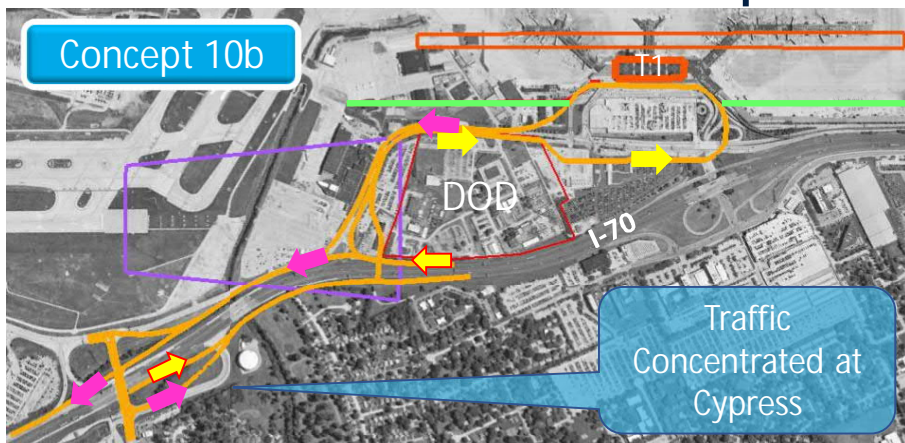 Concept 10b
T1
DOD
I-70
Traffic
Concentrated at
Cypress